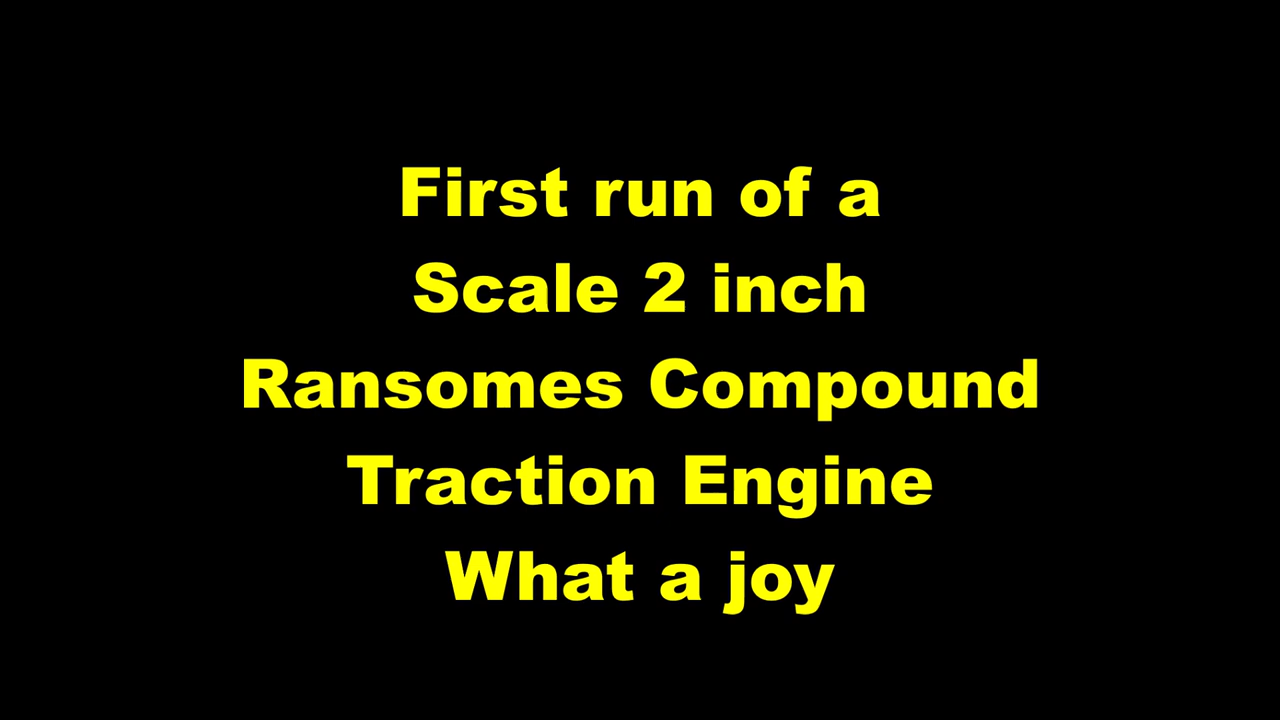 First run of a
Scale 2 inch
Ransomes Compound
Traction Engine
What a joy